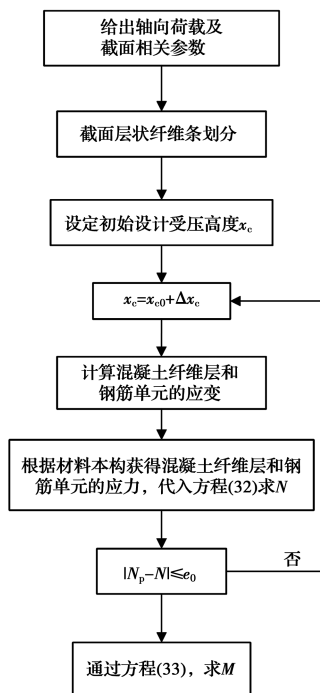 给出轴向荷载及
截面相关参数
截面层状纤维条划分
设定初始设计受压高度xc
xc=xc0+Δxc
计算混凝土纤维层和
钢筋单元的应变
根据材料本构获得混凝土纤维层和钢
筋单元的应力，代入方程(32)求N
|Np−N|≤e0
否
通过方程(33)，求M